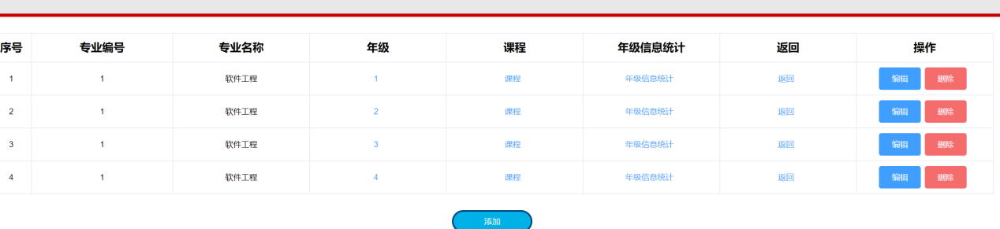 序号 专业编号 专业名称 年级 课程 年级信息统计 返回 操作
1 1 软件工程 1 课程 年级信息统计 返回 编辑 删除
2 1 软件工程 2 课程 年级信息统计 返回 编辑 删除
3 1 软件工程 3 课程 年级信息统计 返回 编辑 删除
4 1 软件工程 4 课程 年级信息统计 返回 编辑 删除
添加